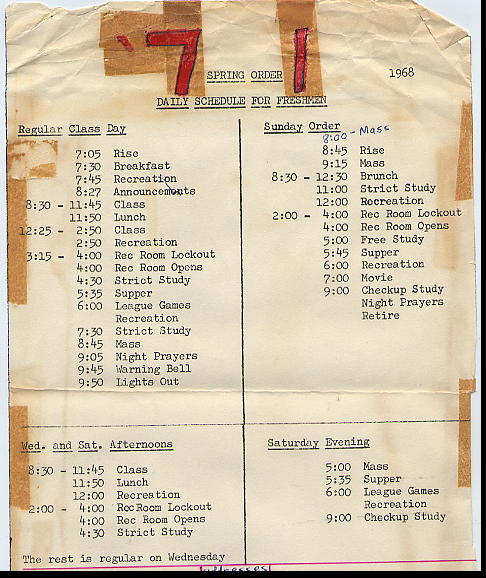 '71
SPRING ORDER
1968
DAILY SCHEDULE FOR FRESHMEN
Regular Class Day
7:05 Rise
7:30 Breakfast
7:45 Recreation
8:27 Announcements
8:30 - 11:45 Class
11:50 Lunch
12:25 - 2:50 Class
2:50 Recreation
3:15 - 4:00 Rec Room Lockout
4:00 Rec Room Opens
4:30 Strict Study
5:35 Supper
6:00 League Games
Recreation
7:30 Strict Study
8:45 Mass
9:05 Night Prayers
9:45 Warning Bell
9:50 Lights Out
Sunday Order
8:00 - Mass
8:45 Rise
9:15 Mass
8:30 - 12:30 Brunch
11:00 Strict Study
12:00 Recreation
2:00 - 4:00 Rec Room Lockout
4:00 Rec Room Opens
5:00 Free Study
5:45 Supper
6:00 Recreation
7:00 Movie
9:00 Checkup Study
Night Prayers
Retire
Wed. and Sat. Afternoons
8:30 - 11:45 Class
11:50 Lunch
12:00 Recreation
2:00 - 4:00 Rec Room Lockout
4:00 Rec Room Opens
4:30 Strict Study
The rest is regular on Wednesday
Saturday Evening
5:00 Mass
5:35 Supper
6:00 League Games
Recreation
9:00 Checkup Study